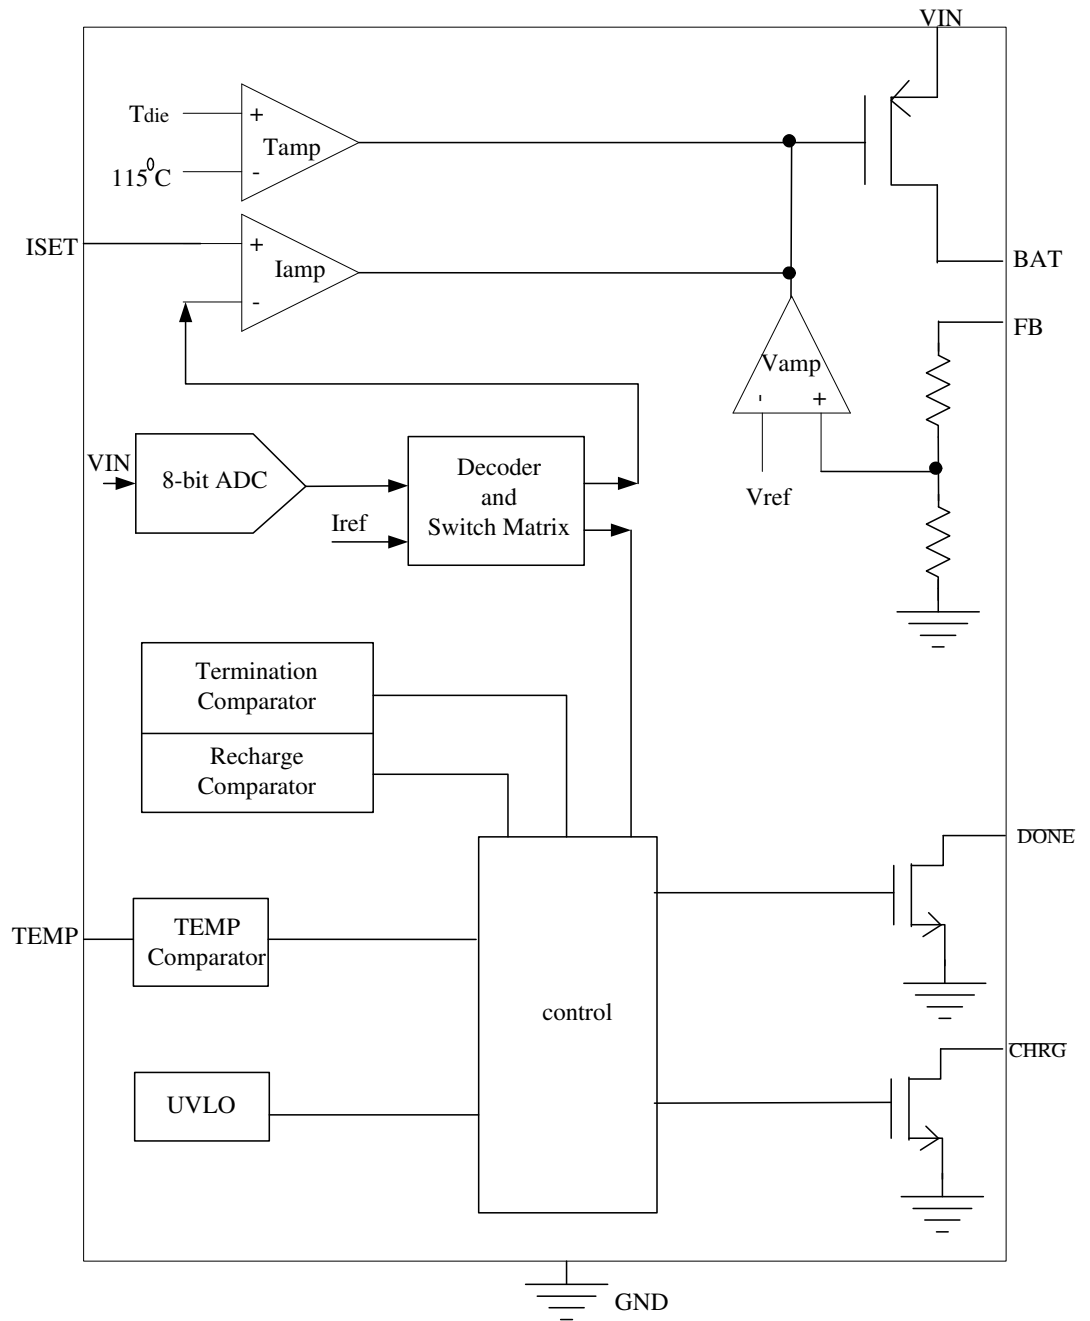 VIN
Tdie
+
Tamp
115⁰C
-
ISET
+
Iamp
-
BAT
FB
Vamp
- +
Vref
VIN
8-bit ADC
Iref
Decoder
and
Switch Matrix
Termination
Comparator
Recharge
Comparator
DONE
TEMP
TEMP
Comparator
control
CHRG
UVLO
GND